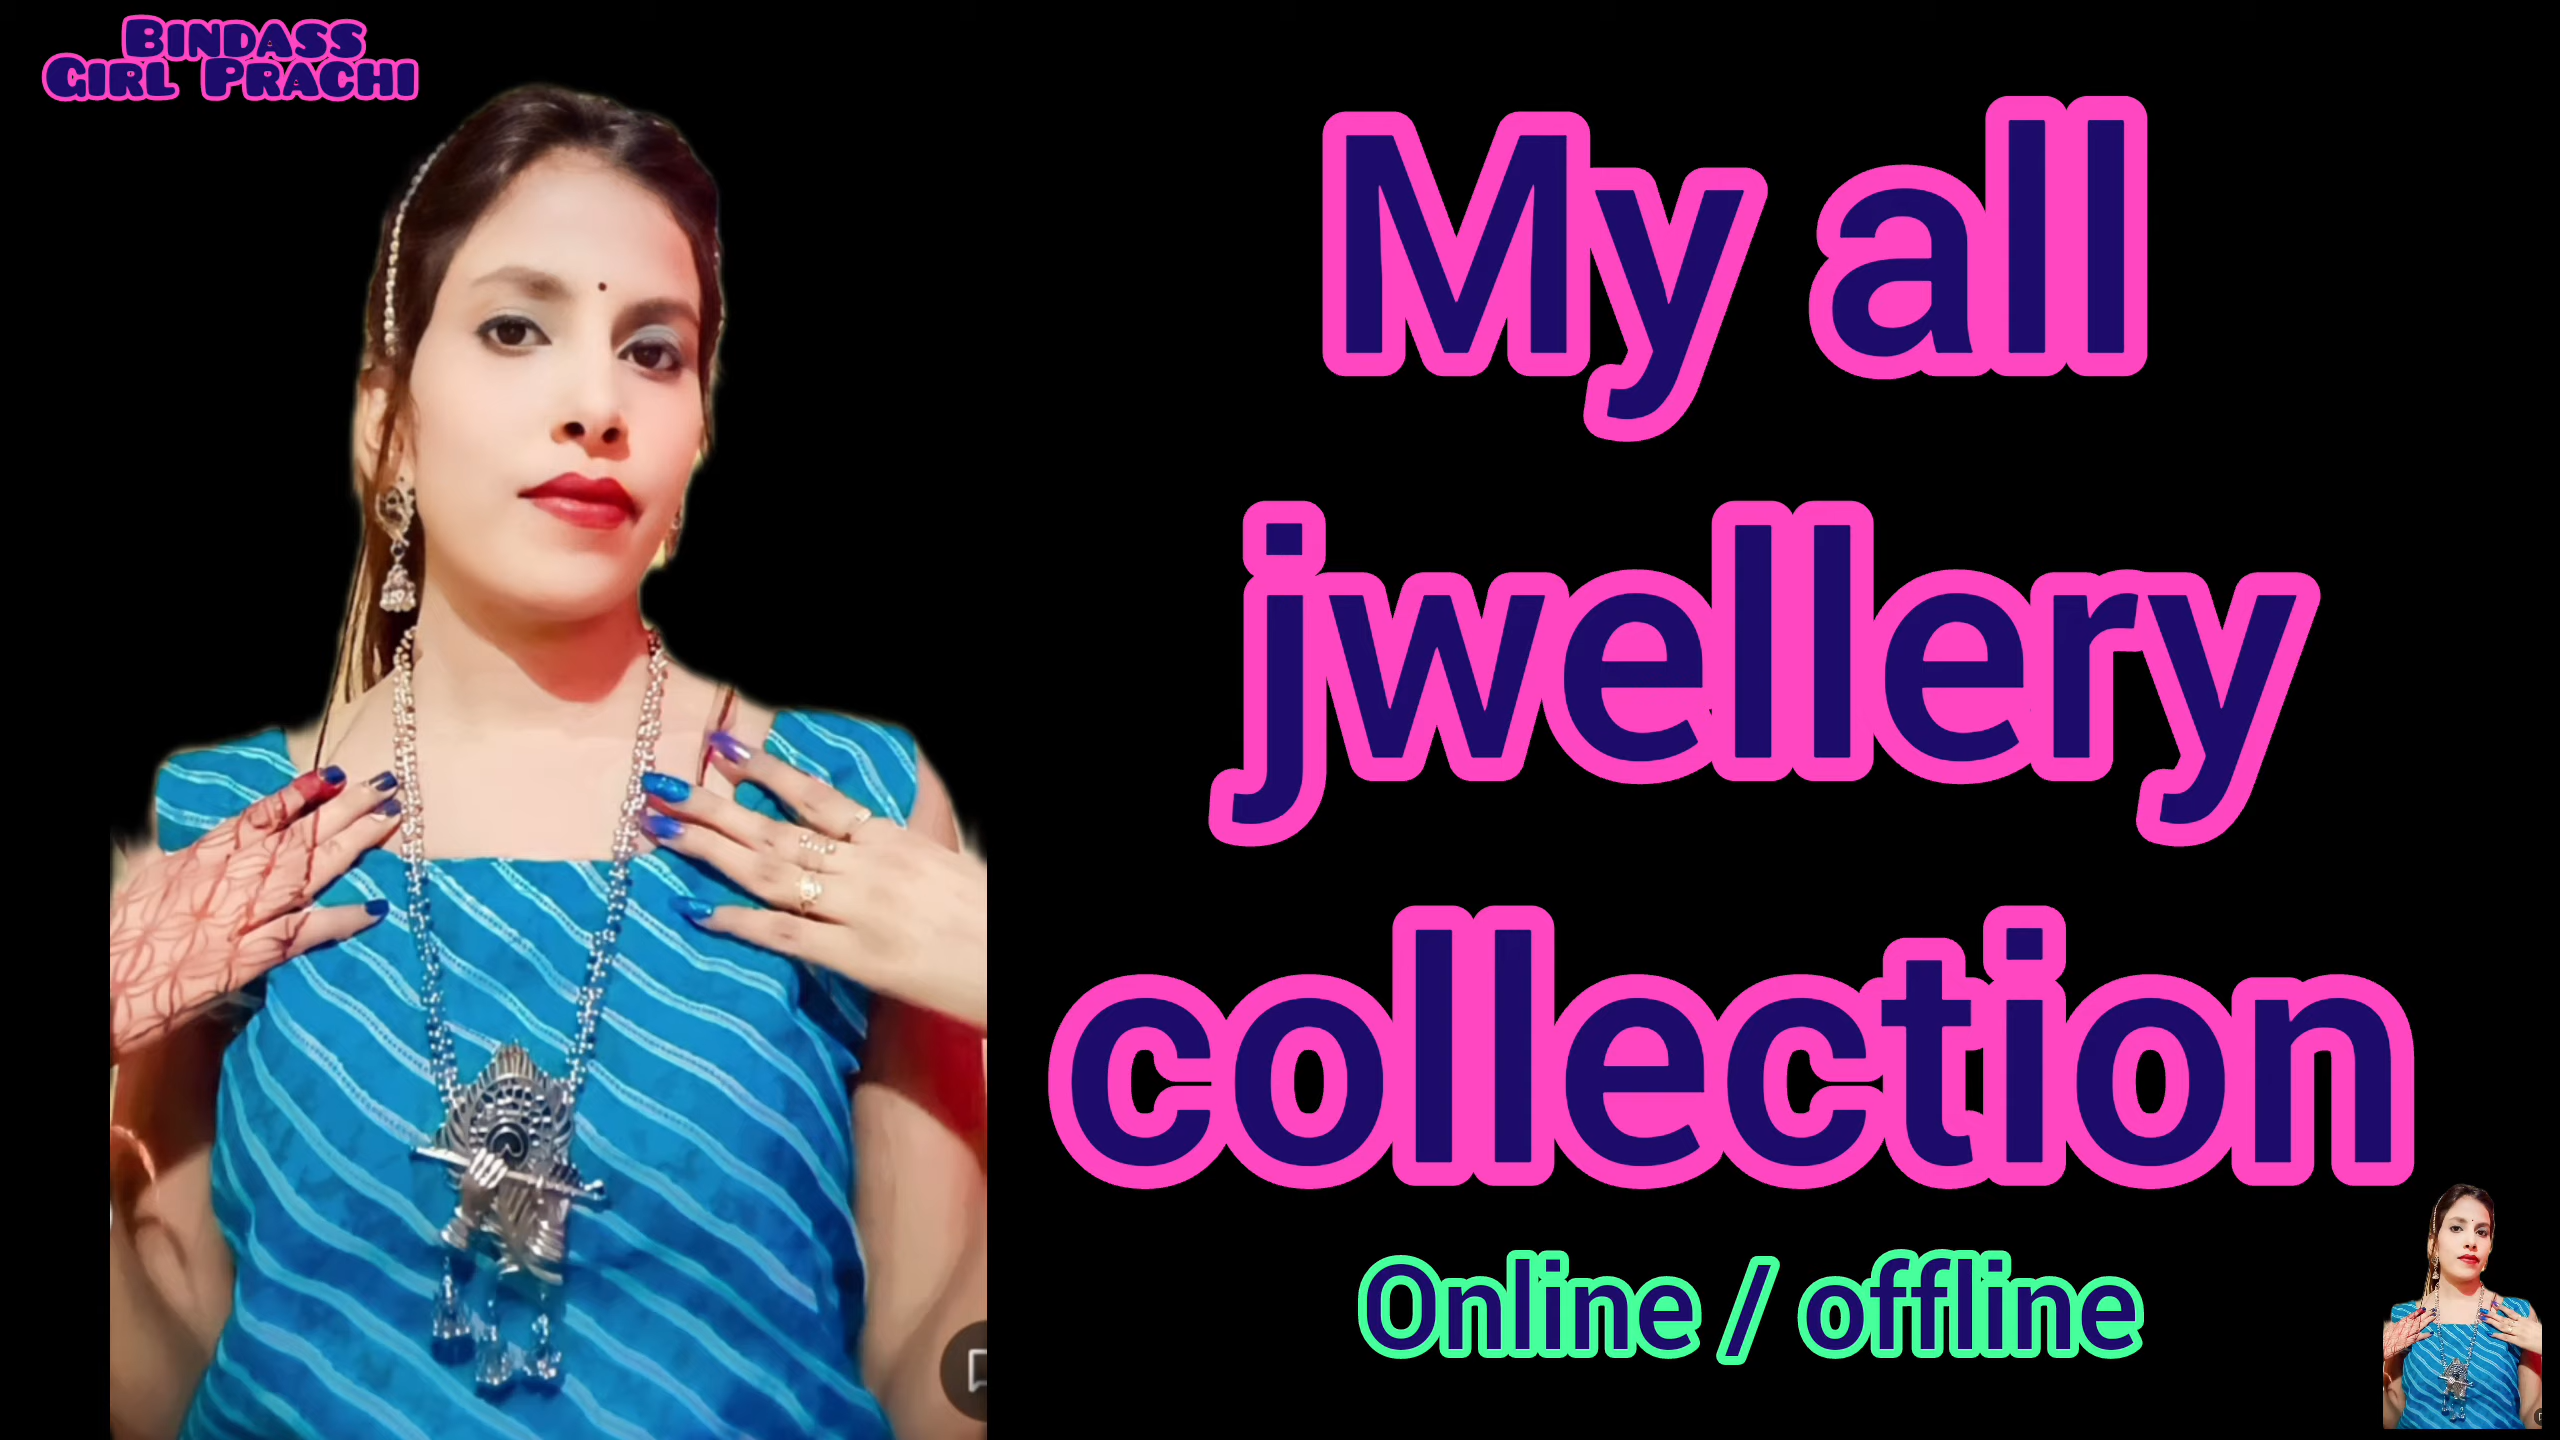 Bindass
Girl Prachi
My all
jwellery
collection
Online / offline